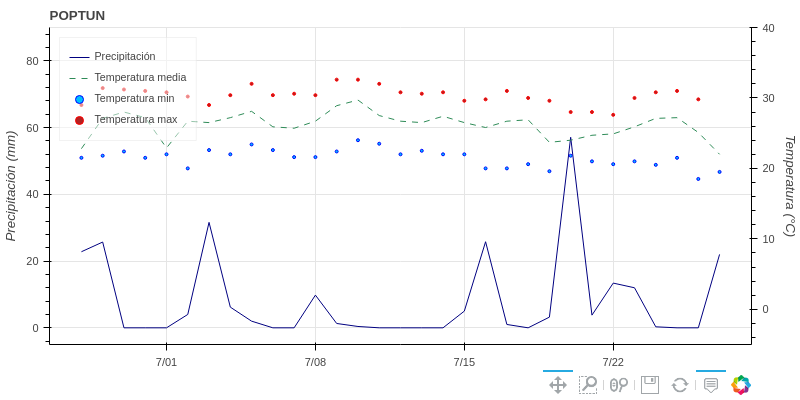 POPTUN
Precipitación
Temperatura media
Temperatura min
Temperatura max
Precipitación (mm)
80
60
40
20
0
Temperatura (°C)
40
30
20
10
0
7/01
7/08
7/15
7/22